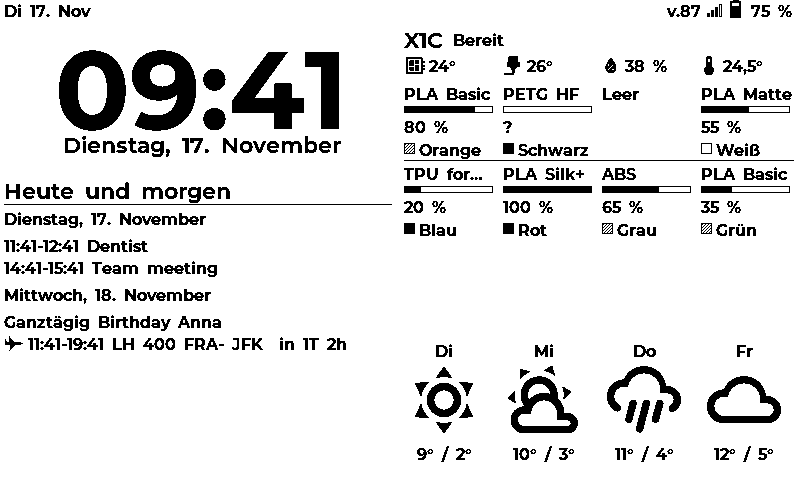 Di 17. Nov
v.87 75 %
09:41
Dienstag, 17. November
Heute und morgen
Dienstag, 17. November
11:41-12:41 Dentist
14:41-15:41 Team meeting
Mittwoch, 18. November
Ganztägig Birthday Anna
11:41-19:41 LH 400 FRA- JFK in 1T 2h
X1C Bereit
24° 26° 38 % 24,5°
PLA Basic PETG HF Leer PLA Matte
80 % ? 55 %
Orange Schwarz Weiß
TPU for... PLA Silk+ ABS PLA Basic
20 % 100 % 65 % 35 %
Blau Rot Grau Grün
Di Mi Do Fr
9° / 2° 10° / 3° 11° / 4° 12° / 5°